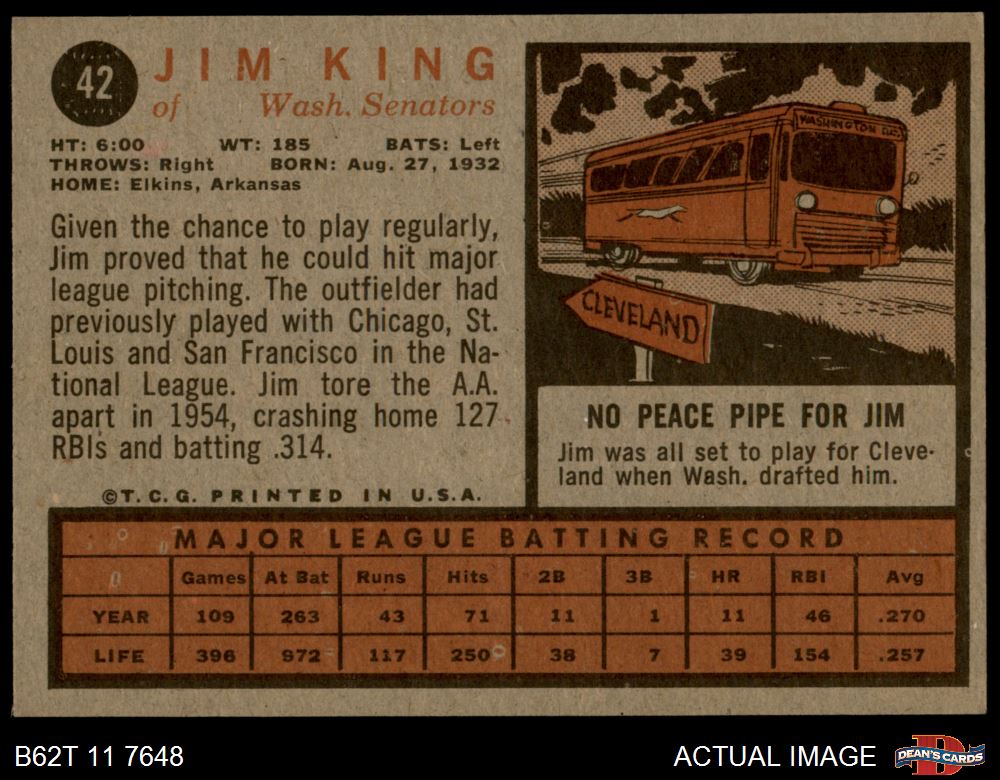 42
JIM KING
of Wash. Senators
HT: 6:00 WT: 185 BATS: Left
THROWS: Right BORN: Aug. 27, 1932
HOME: Elkins, Arkansas
Given the chance to play regularly,
Jim proved that he could hit major
league pitching. The outfielder had
previously played with Chicago, St.
Louis and San Francisco in the Na-
tional League. Jim tore the A.A.
apart in 1954, crashing home 127
RBIs and batting .314.
©T.C.G. PRINTED IN U.S.A.
WASHINGTON D.C.
CLEVELAND
NO PEACE PIPE FOR JIM
Jim was all set to play for Cleve-
land when Wash. drafted him.
MAJOR LEAGUE BATTING RECORD
Games At Bat Runs Hits 2B 3B HR RBI Avg
YEAR 109 263 43 71 11 1 11 46 .270
LIFE 396 972 117 250 38 7 39 154 .257
B62T 11 7648
ACTUAL IMAGE
DEAN'S CARDS